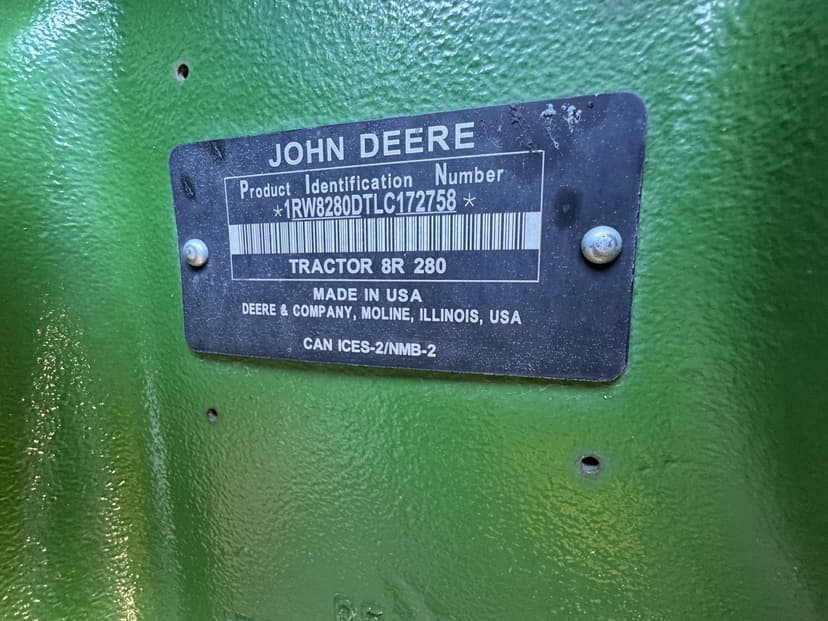 JOHN DEERE
Product Identification Number
*1RW8280DTLC172758*
TRACTOR 8R 280
MADE IN USA
DEERE & COMPANY, MOLINE, ILLINOIS, USA
CAN ICES-2/NMB-2